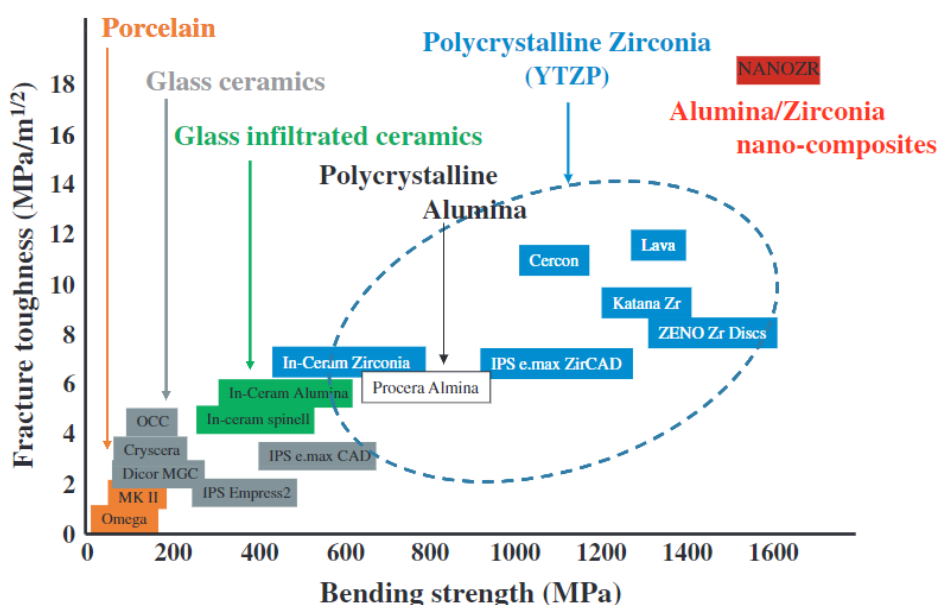 Porcelain
Polycrystalline Zirconia
(YTZP)
NANOZR
Glass ceramics
Alumina/Zirconia
nano-composites
Glass infiltrated ceramics
Polycrystalline
Alumina
Fracture toughness (MPa/m1/2)
18
16
14
12
10
8
6
4
2
0
Cercon
Lava
Katana Zr
ZENO Zr Discs
In-Ceram Zirconia
IPS e.max ZirCAD
Procera Almina
In-Ceram Alumina
In-ceram spinell
OCC
Cryscera
IPS e.max CAD
Dicor MGC
MK II
IPS Empress2
Omega
0 200 400 600 800 1000 1200 1400 1600
Bending strength (MPa)